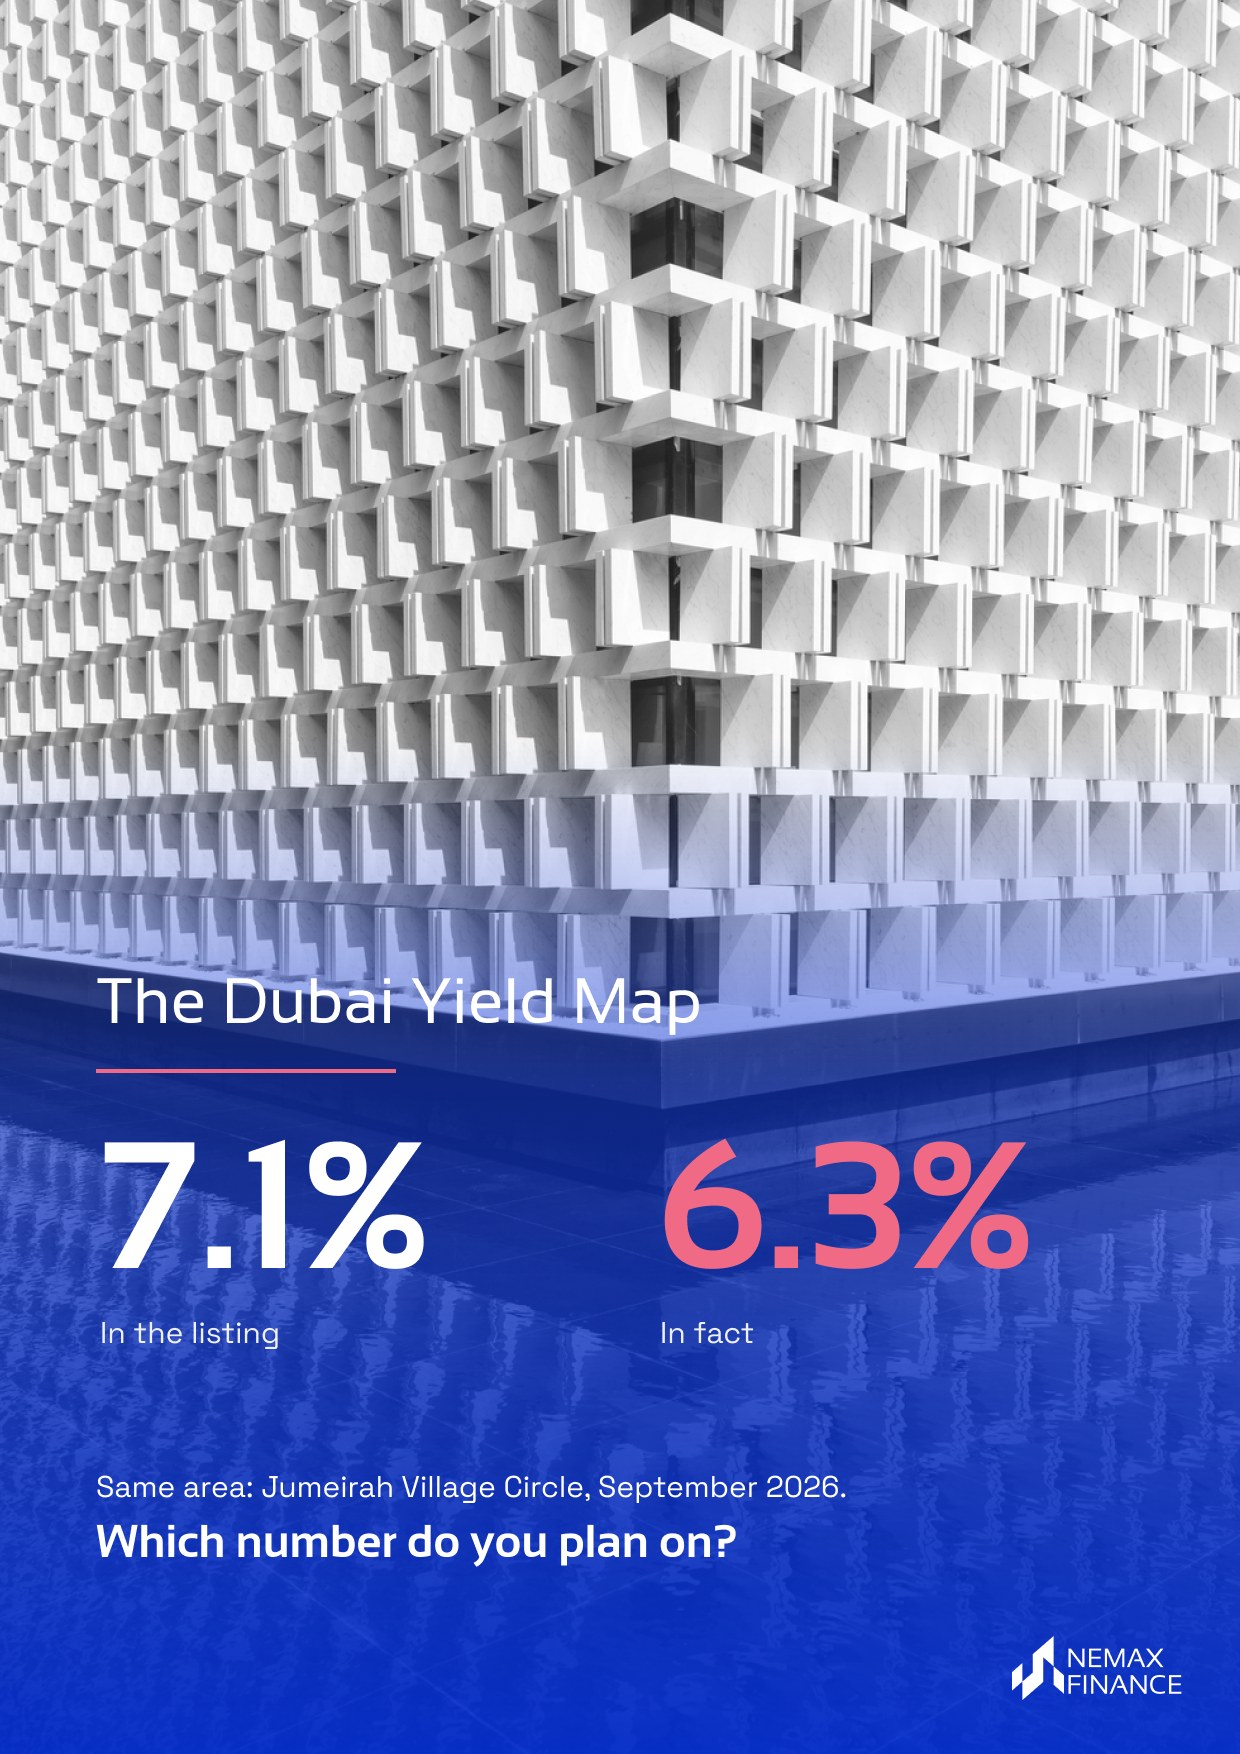 The Dubai Yield Map
7.1%
6.3%
In the listing
In fact
Same area: Jumeirah Village Circle, September 2026.
Which number do you plan on?
NEMAX
FINANCE